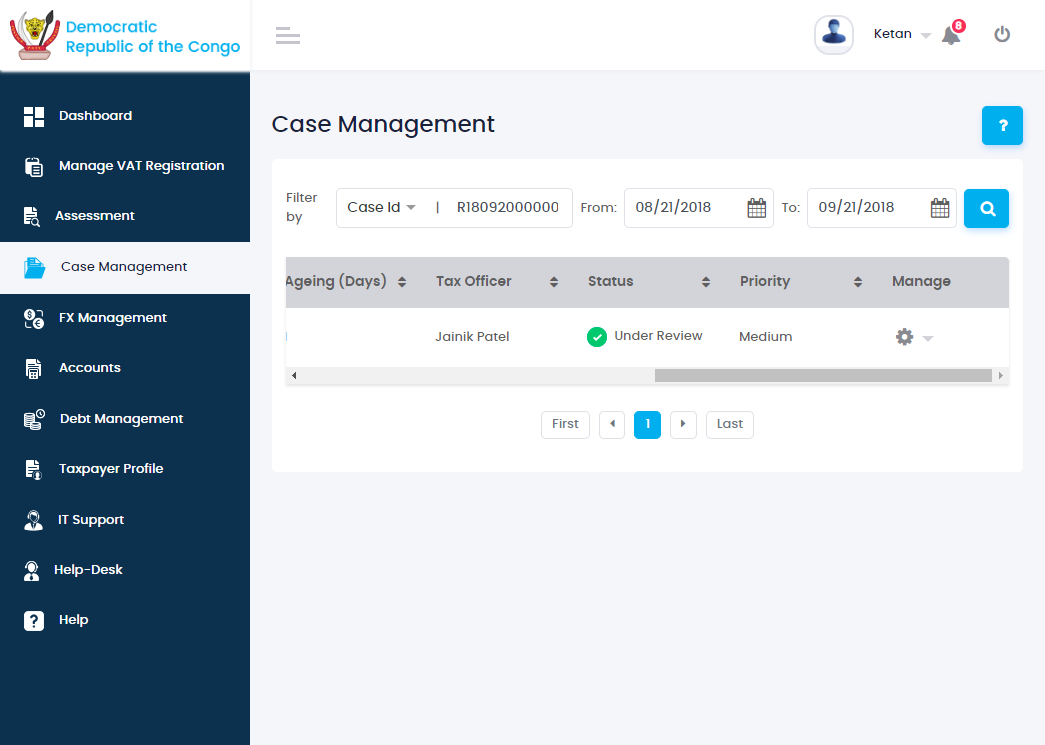 Democratic
Republic of the Congo
Ketan
8
Dashboard
Manage VAT Registration
Assessment
Case Management
FX Management
Accounts
Debt Management
Taxpayer Profile
IT Support
Help-Desk
? Help
Case Management
?
Filter by
Case Id | R18092000000
From: 08/21/2018
To: 09/21/2018
Ageing (Days) Tax Officer Status Priority Manage
Jainik Patel Under Review Medium
First 1 Last